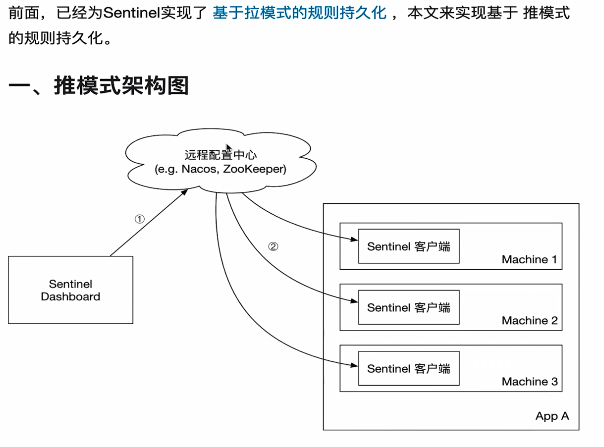 前面，已经为Sentinel实现了 基于拉模式的规则持久化 ，本文来实现基于 推模式
的规则持久化。
一、推模式架构图
远程配置中心
(e.g. Nacos, ZooKeeper)
①
②
Sentinel
Dashboard
Sentinel 客户端
Machine 1
Sentinel 客户端
Machine 2
Sentinel 客户端
Machine 3
App A